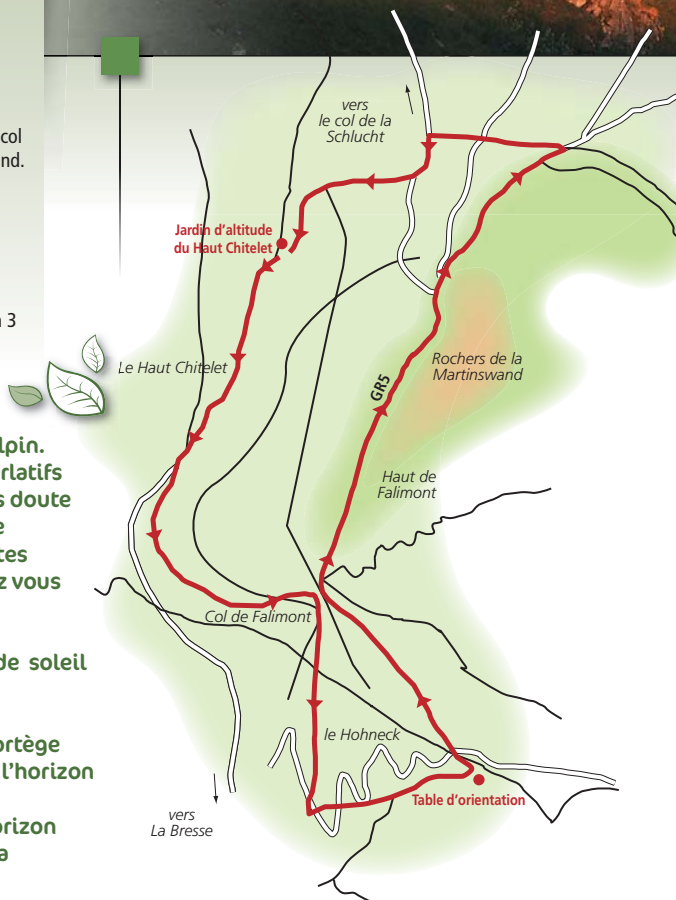 col
nd.
3
lpin.
rlatifs
s doute
e
tes
z vous
de soleil
ortège
l'horizon
orizon
a
vers
le col de la
Schlucht
Jardin d'altitude
du Haut Chitelet
Le Haut Chitelet
Rochers de la
Martinswand
GR5
Haut de
Falimont
Col de Falimont
le Hohneck
Table d'orientation
vers
La Bresse